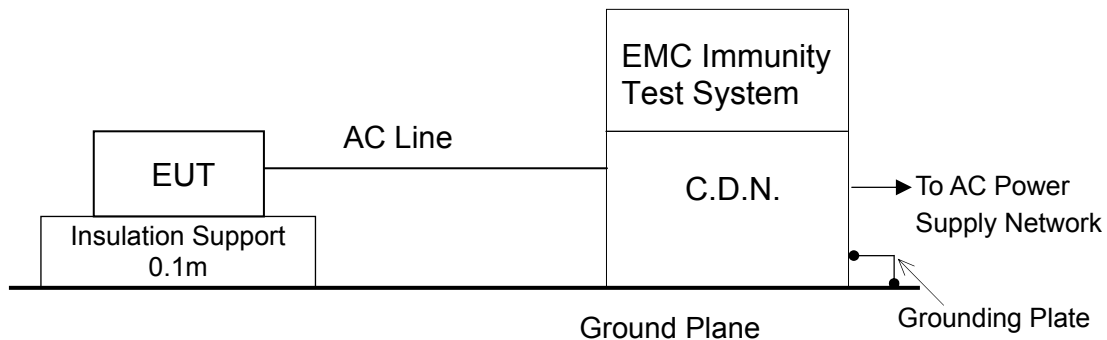 EMC Immunity
Test System
AC Line
EUT
C.D.N.
To AC Power
Supply Network
Insulation Support
0.1m
Grounding Plate
Ground Plane